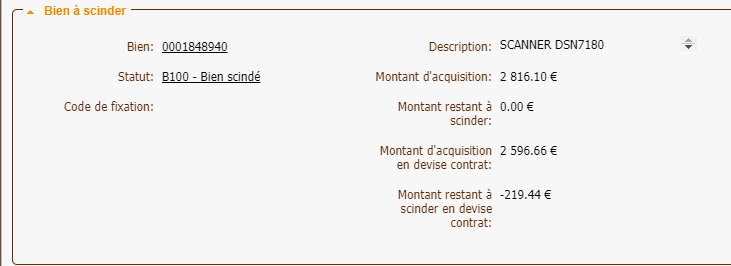 Bien à scinder
Bien: 0001848940
Description: SCANNER DSN7180
Statut: B100 - Bien scindé
Montant d'acquisition: 2 816.10 €
Code de fixation:
Montant restant à
scinder: 0.00 €
Montant d'acquisition
en devise contrat: 2 596.66 €
Montant restant à
scinder en devise
contrat: -219.44 €